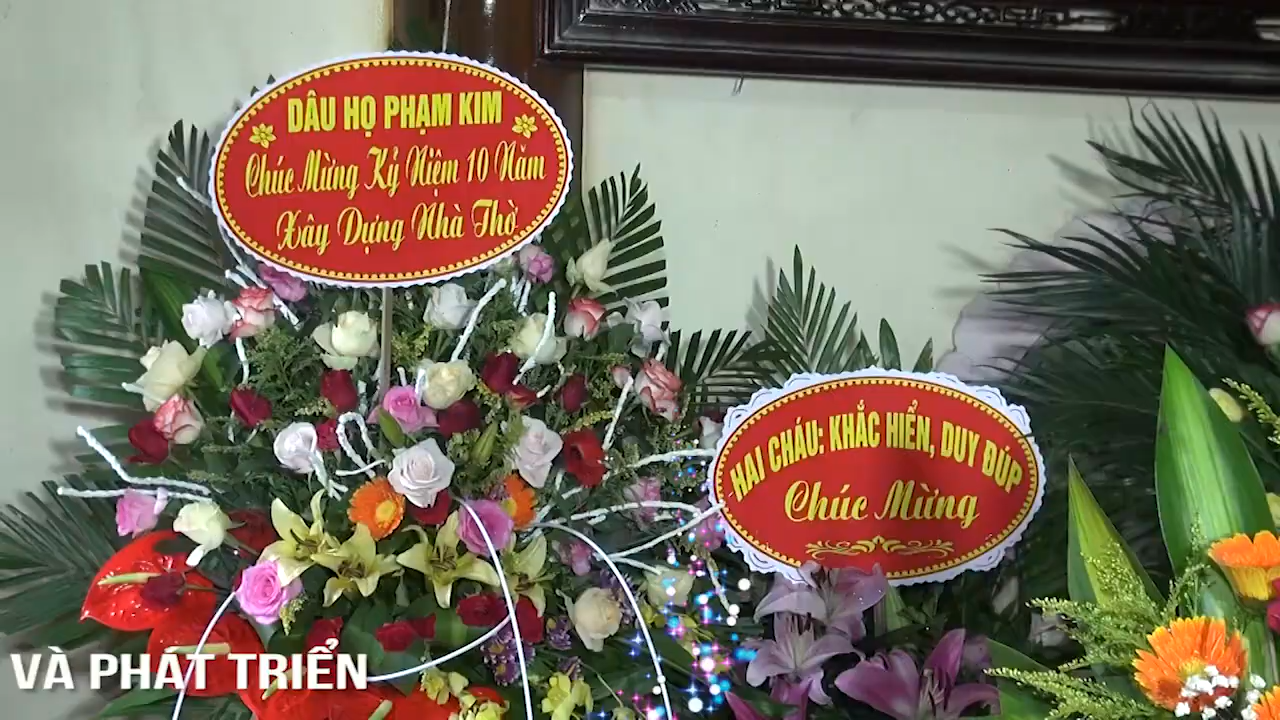 DÂU HỌ PHẠM KIM
Chúc Mừng Kỷ Niệm 10 Năm
Xây Dựng Nhà Thờ
HAI CHÁU: KHẮC HIỂN, DUY ĐÚP
Chúc Mừng
VÀ PHÁT TRIỂN